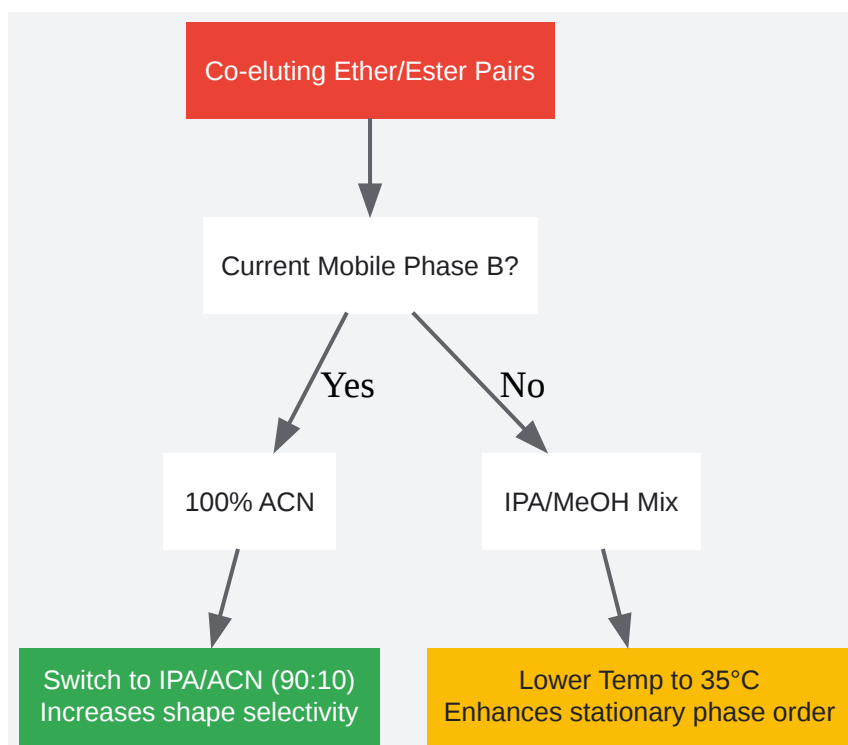 Co-eluting Ether/Ester Pairs
Current Mobile Phase B?
Yes
No
100% ACN
IPA/MeOH Mix
Switch to IPA/ACN (90:10)
Increases shape selectivity
Lower Temp to 35°C
Enhances stationary phase order